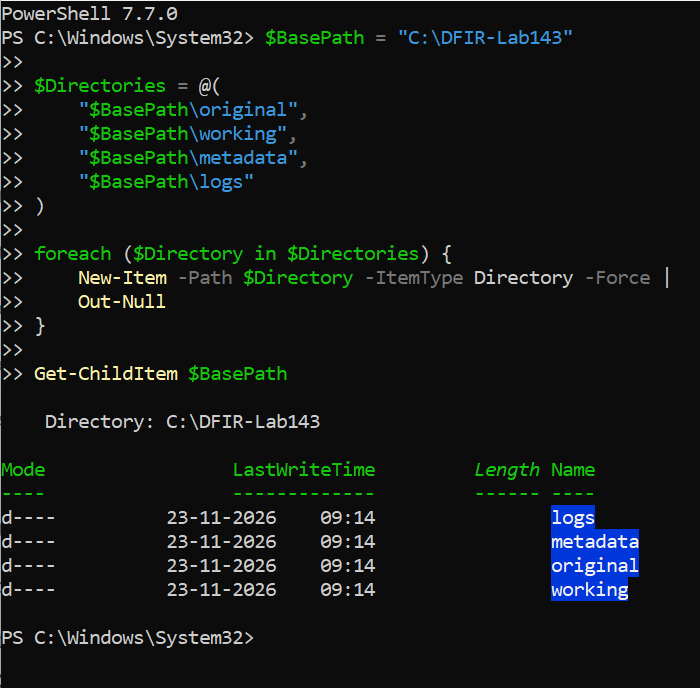 PowerShell 7.7.0
PS C:\Windows\System32> $BasePath = "C:\DFIR-Lab143"
>>
>> $Directories = @(
>>     "$BasePath\original",
>>     "$BasePath\working",
>>     "$BasePath\metadata",
>>     "$BasePath\logs"
>> )
>>
>> foreach ($Directory in $Directories) {
>>     New-Item -Path $Directory -ItemType Directory -Force |
>>     Out-Null
>> }
>>
>> Get-ChildItem $BasePath
    Directory: C:\DFIR-Lab143
Mode                 LastWriteTime         Length Name
----                 -------------         ------ ----
d----          23-11-2026    09:14                logs
d----          23-11-2026    09:14                metadata
d----          23-11-2026    09:14                original
d----          23-11-2026    09:14                working
PS C:\Windows\System32>